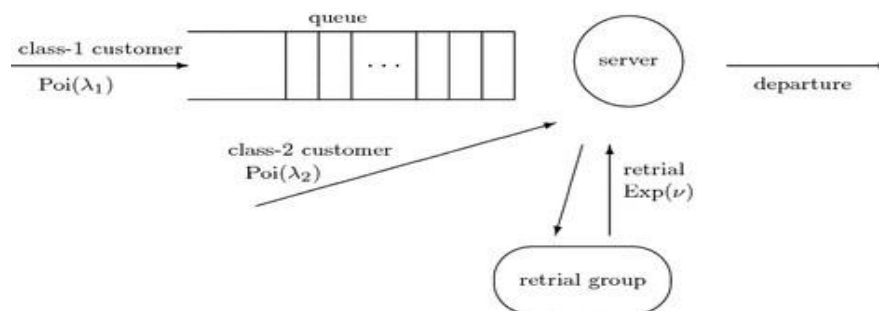 queue
class-1 customer
Poi(λ₁)
· · ·
server
departure
class-2 customer
Poi(λ₂)
retrial
Exp(ν)
retrial group